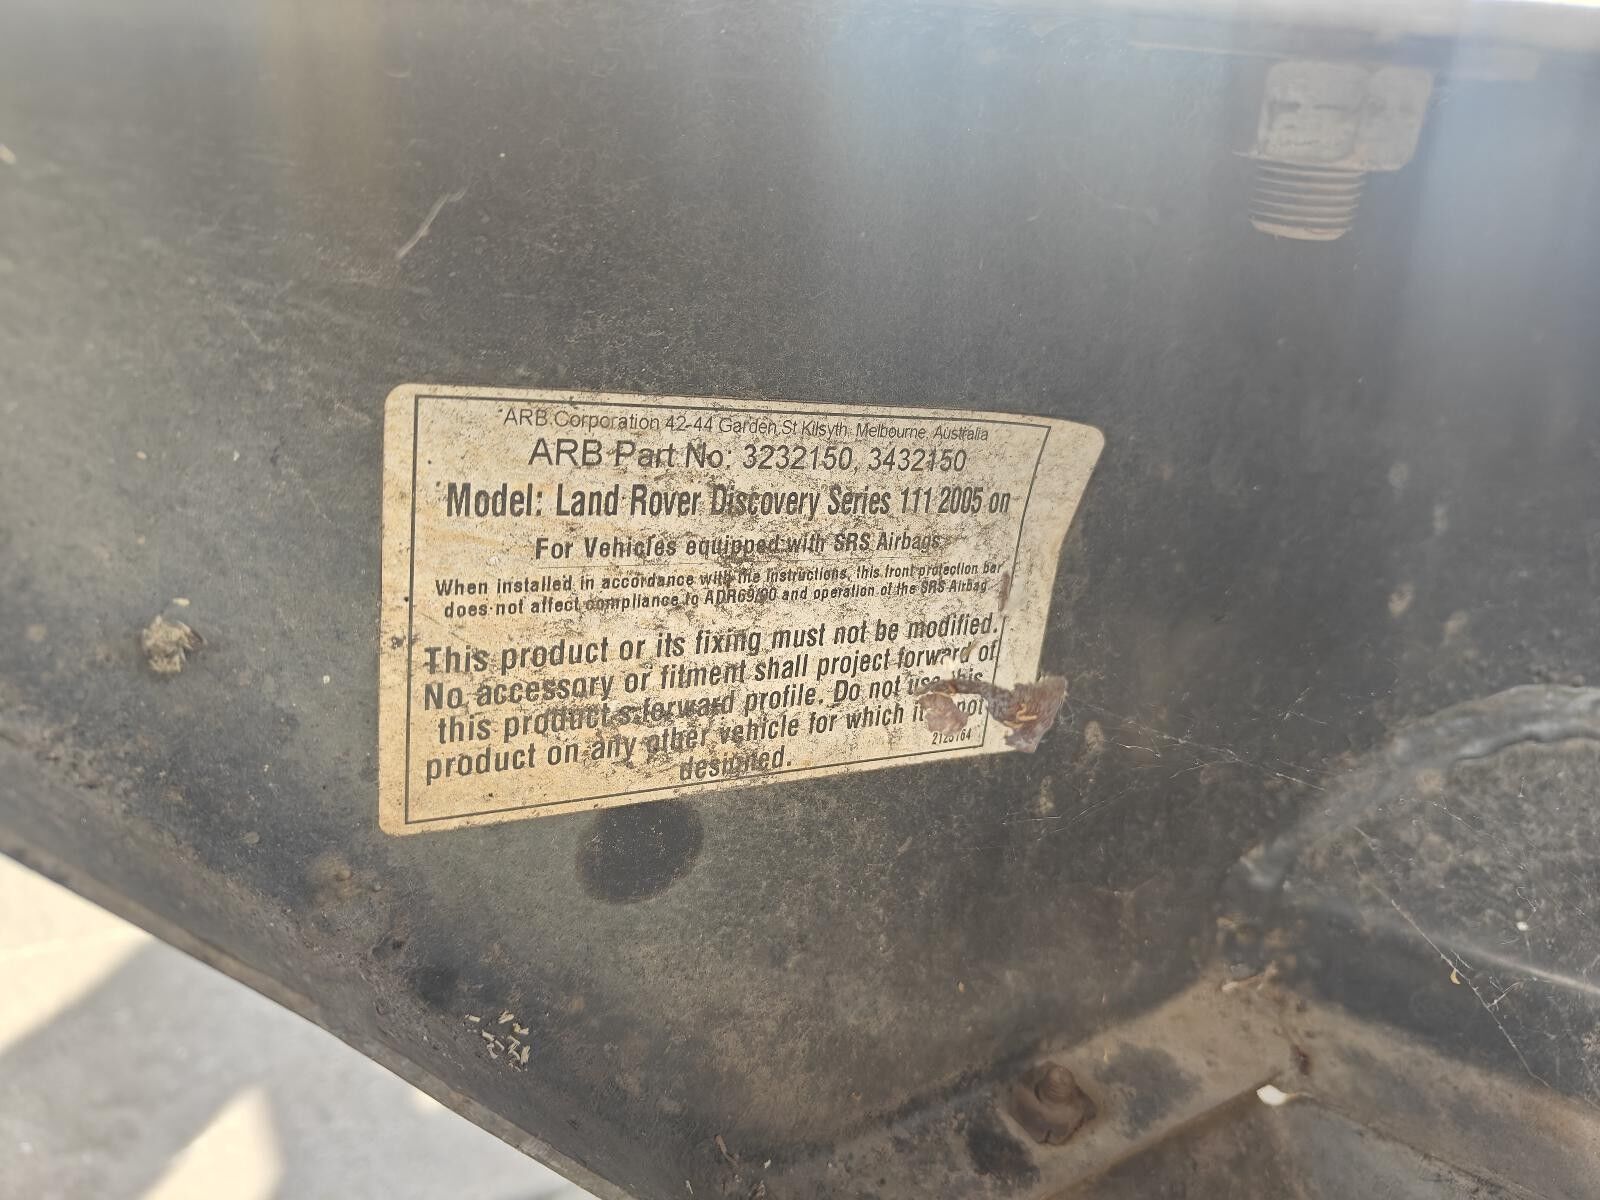 ARB Corporation 42-44 Garden St Kilsyth Melbourne Australia
ARB Part No: 3232150, 3432150
Model: Land Rover Discovery Series 111 2005 on
For Vehicles equipped with SRS Airbags
When installed in accordance with the instructions, this front protection bar
does not affect compliance to ADR69/00 and operation of the SRS Airbag
This product or its fixing must not be modified.
No accessory or fitment shall project forward of
this product's forward profile. Do not use this
product on any other vehicle for which it not
designed.